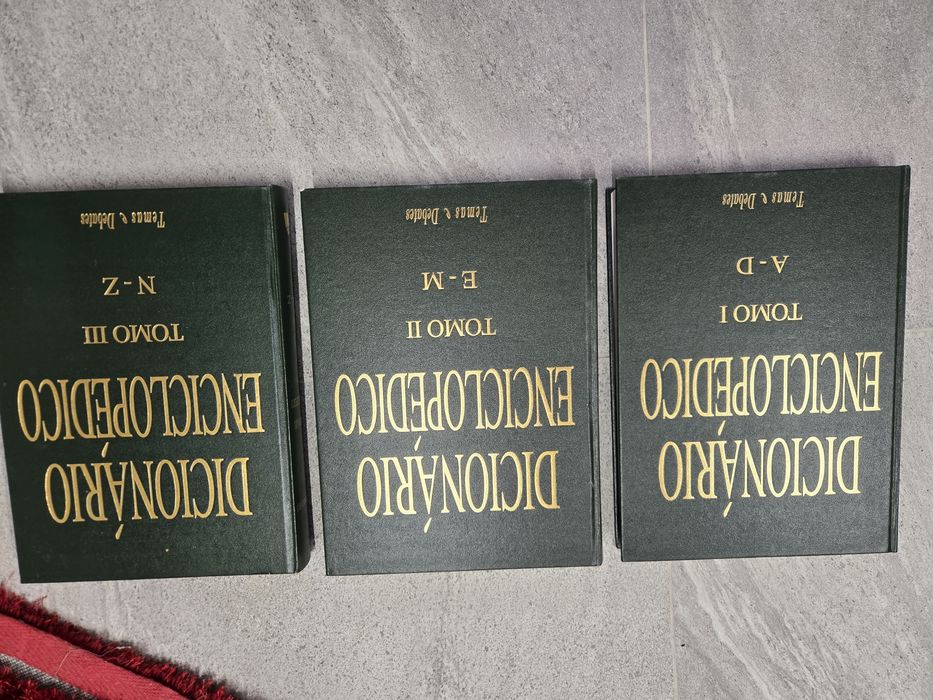 DICIONÁRIO
ENCICLOPÉDICO
TOMO I
A - D
Temas e Debates
DICIONÁRIO
ENCICLOPÉDICO
TOMO II
E - M
Temas e Debates
DICIONÁRIO
ENCICLOPÉDICO
TOMO III
N - Z
Temas e Debates